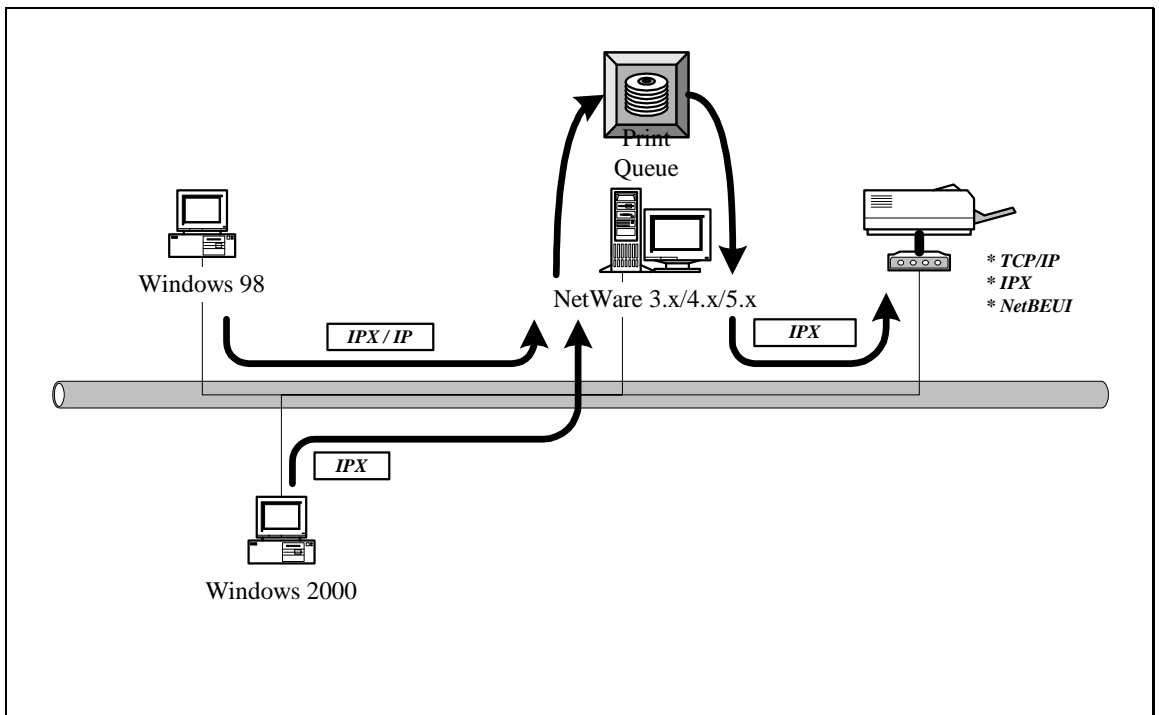 Print
Queue
Windows 98
NetWare 3.x/4.x/5.x
* TCP/IP
* IPX
* NetBEUI
IPX / IP
IPX
IPX
Windows 2000